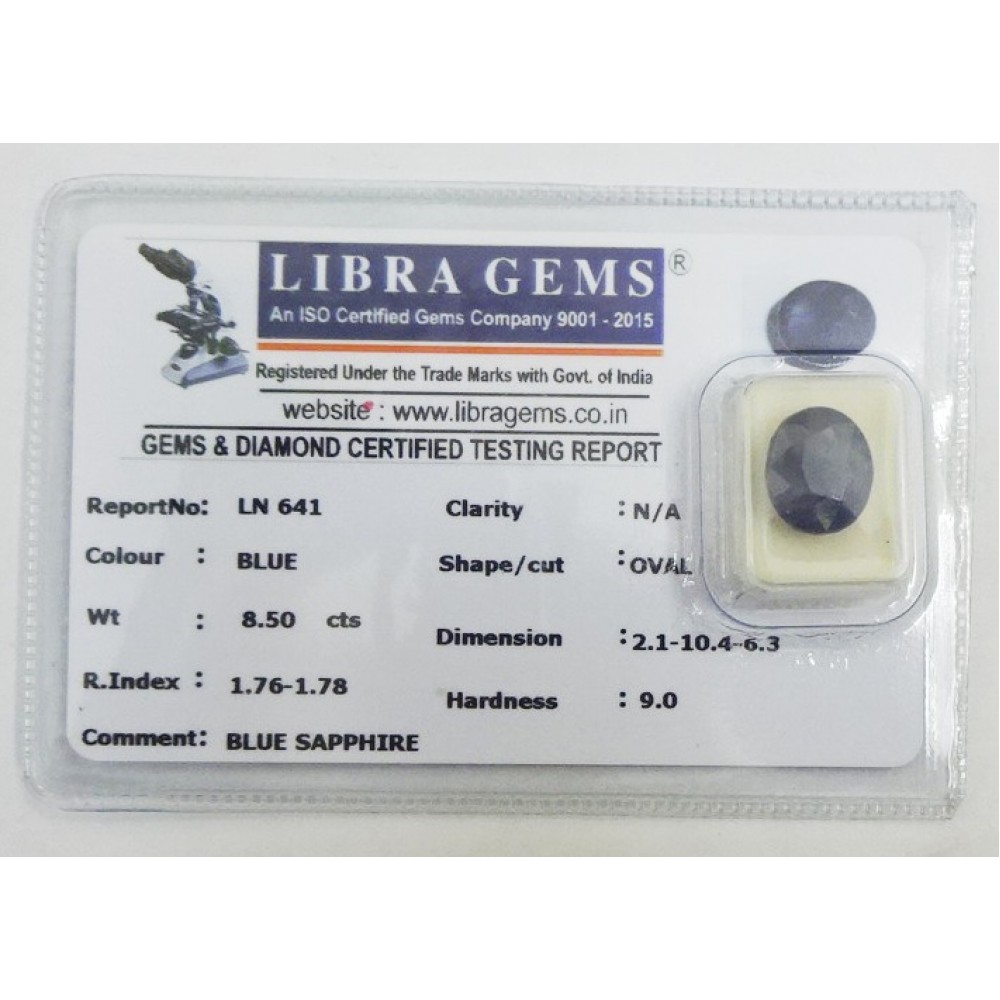 LIBRA GEMS ®
An ISO Certified Gems Company 9001 - 2015
Registered Under the Trade Marks with Govt. of India
website : www.libragems.co.in
GEMS & DIAMOND CERTIFIED TESTING REPORT
ReportNo: LN 641
Colour : BLUE
Wt : 8.50 cts
R.Index : 1.76-1.78
Comment: BLUE SAPPHIRE
Clarity : N/A
Shape/cut : OVAL
Dimension : 2.1-10.4-6.3
Hardness : 9.0